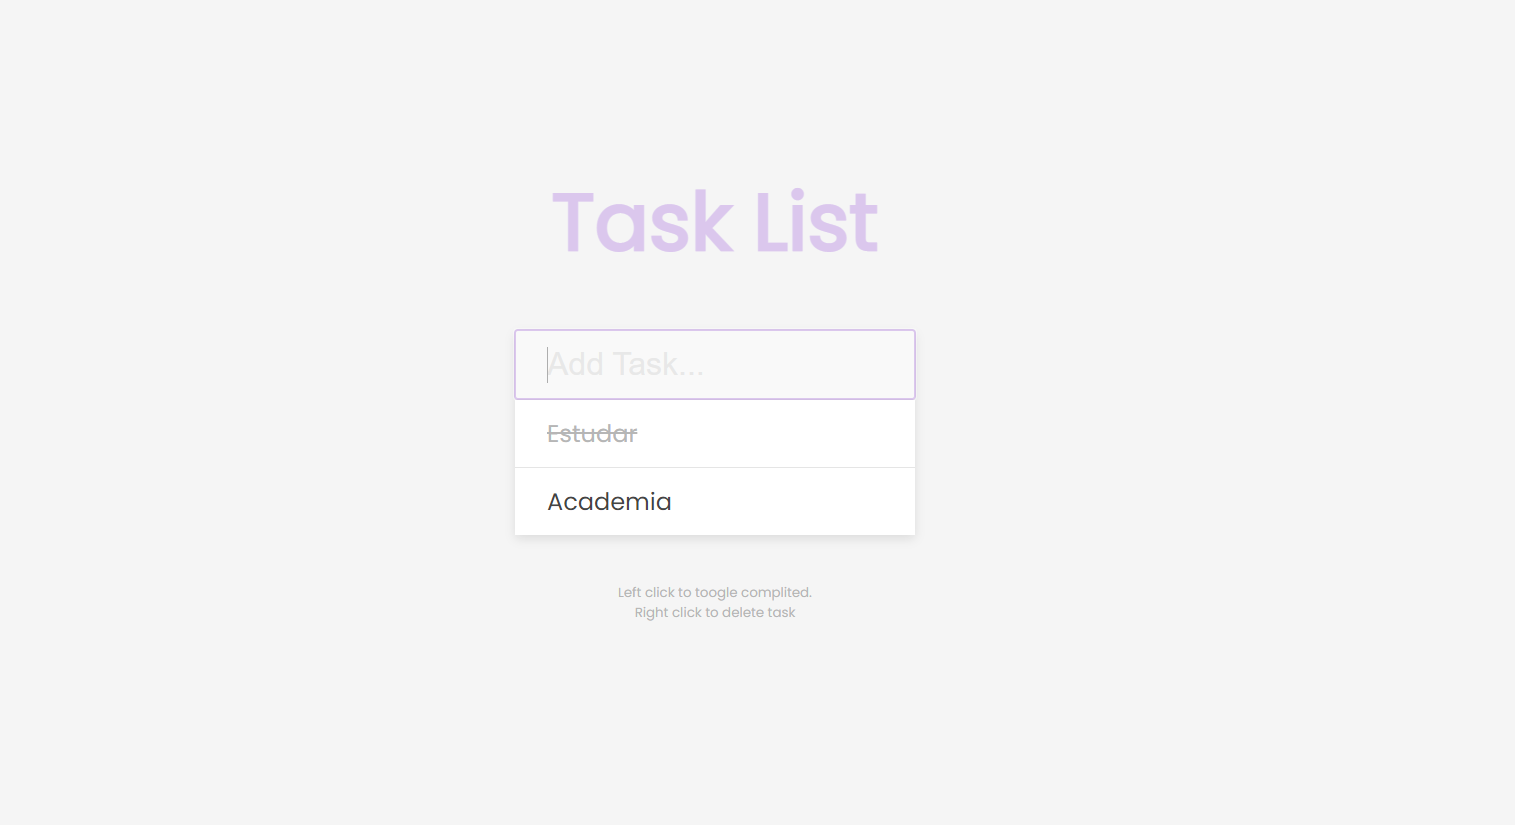 Task List
Add Task...
Estudar
Academia
Left click to toogle complited.
Right click to delete task